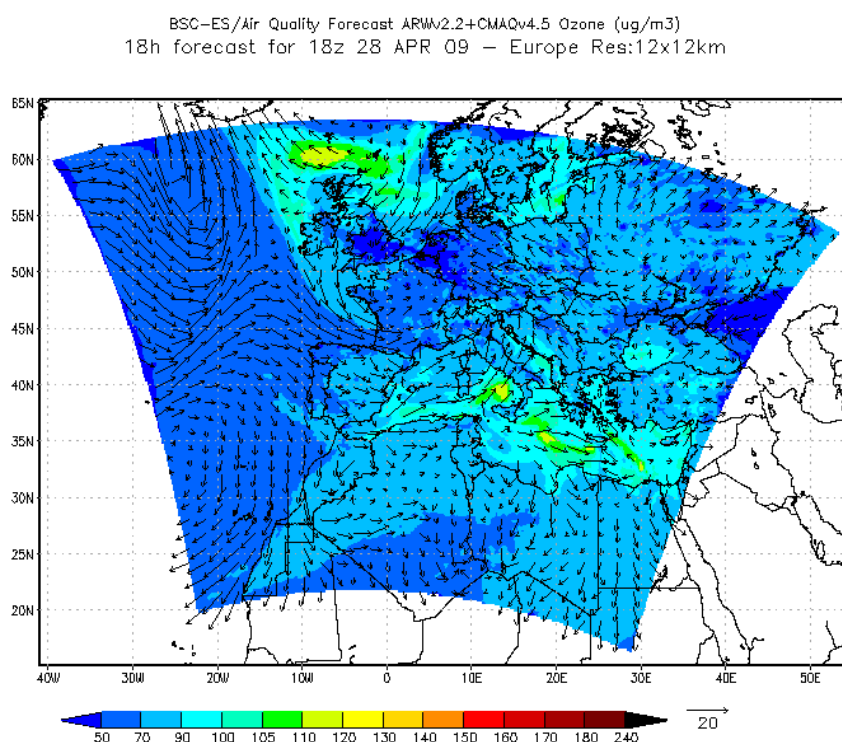 BSC-ES/Air Quality Forecast ARWv2.2+CMAQv4.5 Ozone (ug/m3)
18h forecast for 18z 28 APR 09 – Europe Res:12x12km
65N
60N
55N
50N
45N
40N
35N
30N
25N
20N
40W 30W 20W 10W 0 10E 20E 30E 40E 50E
50 70 90 100 105 110 120 130 140 150 160 170 180 240
20